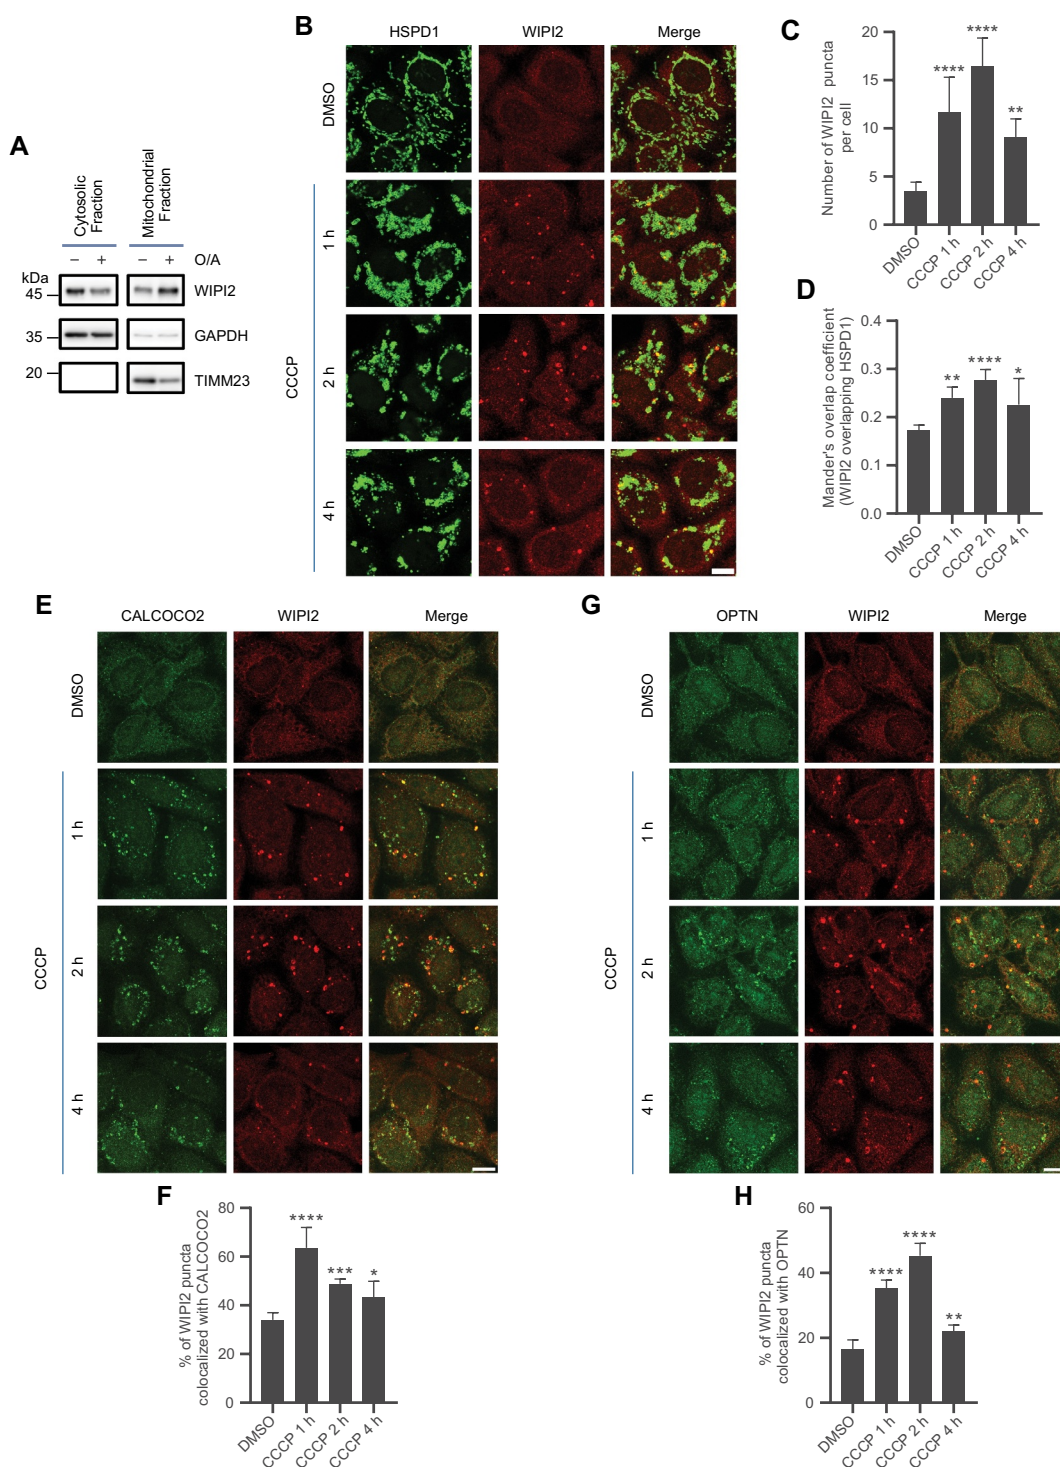 A
Cytosolic
Fraction
Mitochondrial
Fraction
– + – + O/A
kDa
45 WIPI2
35 GAPDH
20 TIMM23
B
HSPD1 WIPI2 Merge
DMSO
CCCP
1 h
2 h
4 h
C
Number of WIPI2 puncta
per cell
20
15
10
5
0
**** **** **
DMSO CCCP 1 h CCCP 2 h CCCP 4 h
D
Mander's overlap coefficient
(WIPI2 overlapping HSPD1)
0.4
0.3
0.2
0.1
0.0
** **** *
DMSO CCCP 1 h CCCP 2 h CCCP 4 h
E
CALCOCO2 WIPI2 Merge
DMSO
CCCP
1 h
2 h
4 h
F
% of WIPI2 puncta
colocalized with CALCOCO2
80
60
40
20
0
**** *** *
DMSO CCCP 1 h CCCP 2 h CCCP 4 h
G
OPTN WIPI2 Merge
DMSO
CCCP
1 h
2 h
4 h
H
% of WIPI2 puncta
colocalized with OPTN
60
40
20
0
**** **** **
DMSO CCCP 1 h CCCP 2 h CCCP 4 h